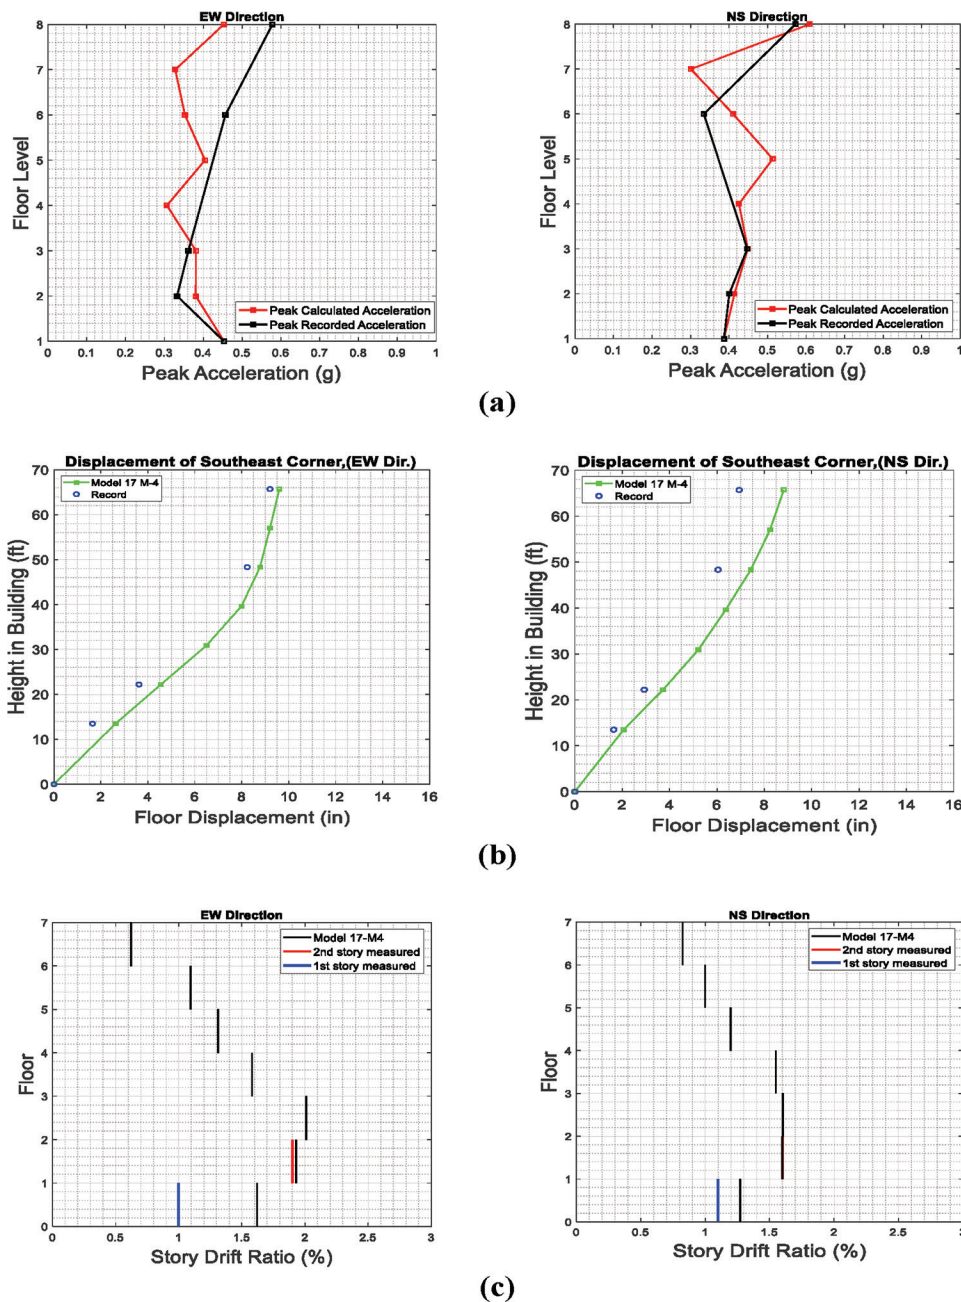 EW Direction
8
7
6
5
4
3
2
1
Floor Level
Peak Calculated Acceleration
Peak Recorded Acceleration
0 0.1 0.2 0.3 0.4 0.5 0.6 0.7 0.8 0.9 1
Peak Acceleration (g)
NS Direction
8
7
6
5
4
3
2
1
Floor Level
Peak Calculated Acceleration
Peak Recorded Acceleration
0 0.1 0.2 0.3 0.4 0.5 0.6 0.7 0.8 0.9 1
Peak Acceleration (g)
(a)
Displacement of Southeast Corner,(EW Dir.)
70
60
50
40
30
20
10
0
Height in Building (ft)
Model 17 M-4
Record
0 2 4 6 8 10 12 14 16
Floor Displacement (in)
Displacement of Southeast Corner,(NS Dir.)
70
60
50
40
30
20
10
0
Height in Building (ft)
Model 17 M-4
Record
0 2 4 6 8 10 12 14 16
Floor Displacement (in)
(b)
EW Direction
7
6
5
4
3
2
1
0
Floor
Model 17-M4
2nd story measured
1st story measured
0 0.5 1 1.5 2 2.5 3
Story Drift Ratio (%)
NS Direction
7
6
5
4
3
2
1
0
Floor
Model 17-M4
2nd story measured
1st story measured
0 0.5 1 1.5 2 2.5 3
Story Drift Ratio (%)
(c)